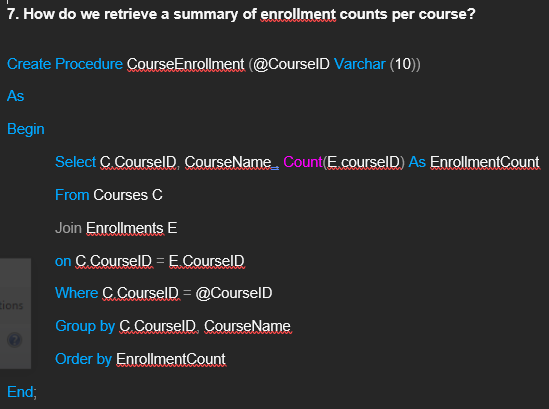 7. How do we retrieve a summary of enrollment counts per course?
Create Procedure CourseEnrollment (@CourseID Varchar (10))
As
Begin
Select C.CourseID, CourseName, Count(E.courseID) As EnrollmentCount
From Courses C
Join Enrollments E
on C.CourseID = E.CourseID
Where C.CourseID = @CourseID
Group by C.CourseID, CourseName
Order by EnrollmentCount
tions
?
End;